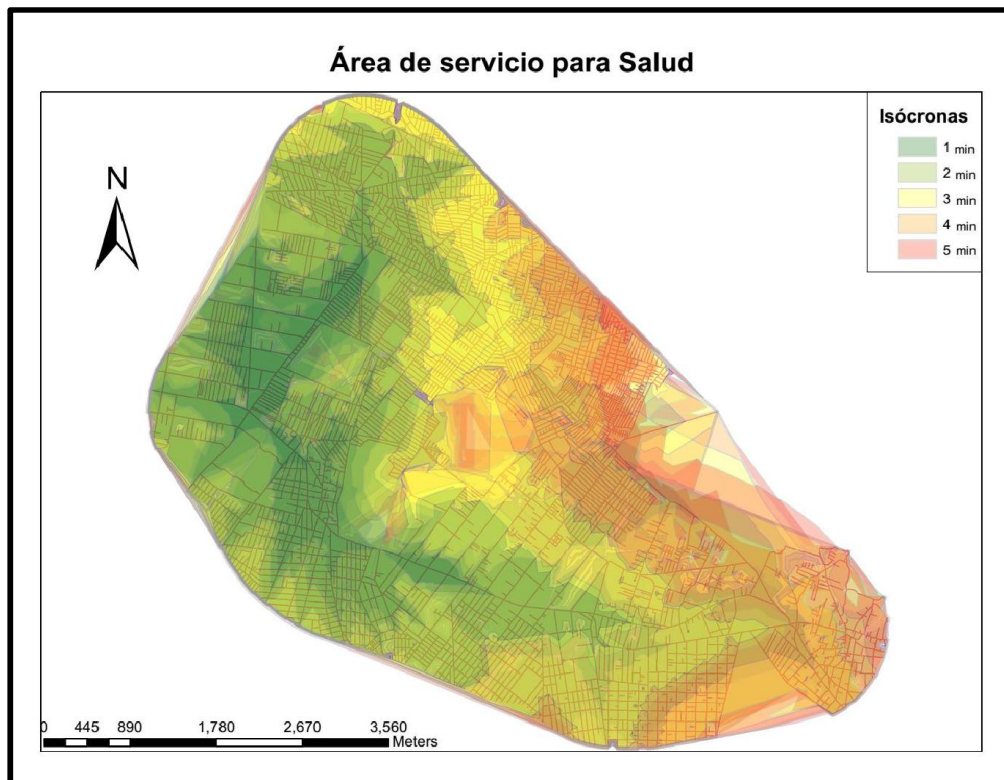 Área de servicio para Salud
Isócronas
1 min
2 min
3 min
4 min
5 min
N
0 445 890 1,780 2,670 3,560
Meters